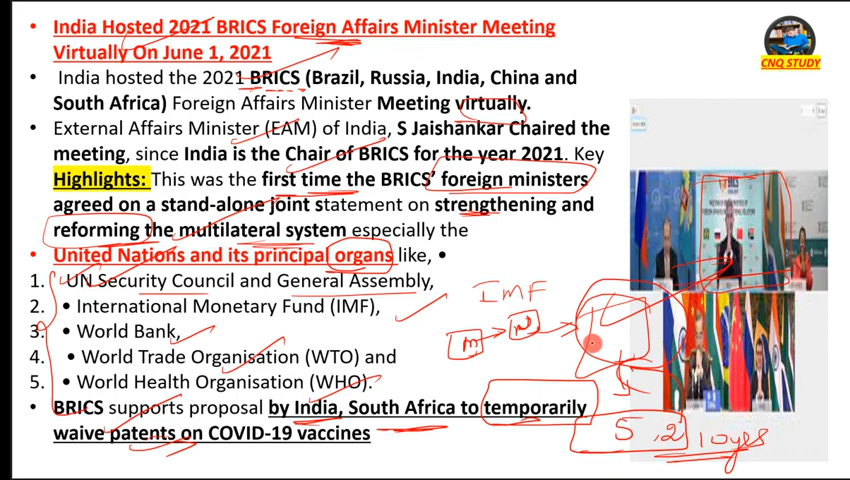 India Hosted 2021 BRICS Foreign Affairs Minister Meeting
Virtually On June 1, 2021
CNQ STUDY
India hosted the 2021 BRICS (Brazil, Russia, India, China and
South Africa) Foreign Affairs Minister Meeting virtually.
External Affairs Minister (EAM) of India, S Jaishankar Chaired the
meeting, since India is the Chair of BRICS for the year 2021. Key
Highlights: This was the first time the BRICS' foreign ministers
agreed on a stand-alone joint statement on strengthening and
reforming the multilateral system especially the
United Nations and its principal organs like, •
1. UN Security Council and General Assembly,
2. • International Monetary Fund (IMF),
3. • World Bank,
4. • World Trade Organisation (WTO) and
5. • World Health Organisation (WHO).
BRICS supports proposal by India, South Africa to temporarily
waive patents on COVID-19 vaccines
IMF
m
5, 2
BRICS